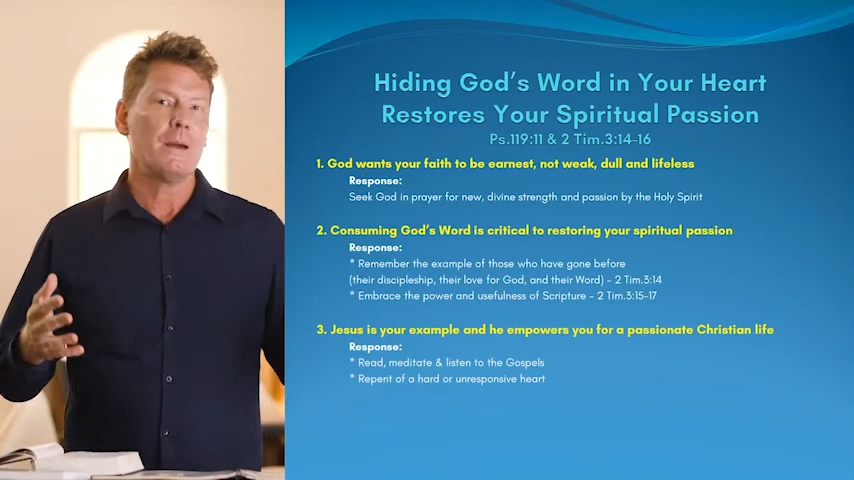 Hiding God's Word in Your Heart
Restores Your Spiritual Passion
Ps.119:11 & 2 Tim.3:14-16
1. God wants your faith to be earnest, not weak, dull and lifeless
Response:
Seek God in prayer for new, divine strength and passion by the Holy Spirit
2. Consuming God's Word is critical to restoring your spiritual passion
Response:
* Remember the example of those who have gone before
(their discipleship, their love for God, and their Word) – 2 Tim.3:14
* Embrace the power and usefulness of Scripture – 2 Tim.3:15-17
3. Jesus is your example and he empowers you for a passionate Christian life
Response:
* Read, meditate & listen to the Gospels
* Repent of a hard or unresponsive heart